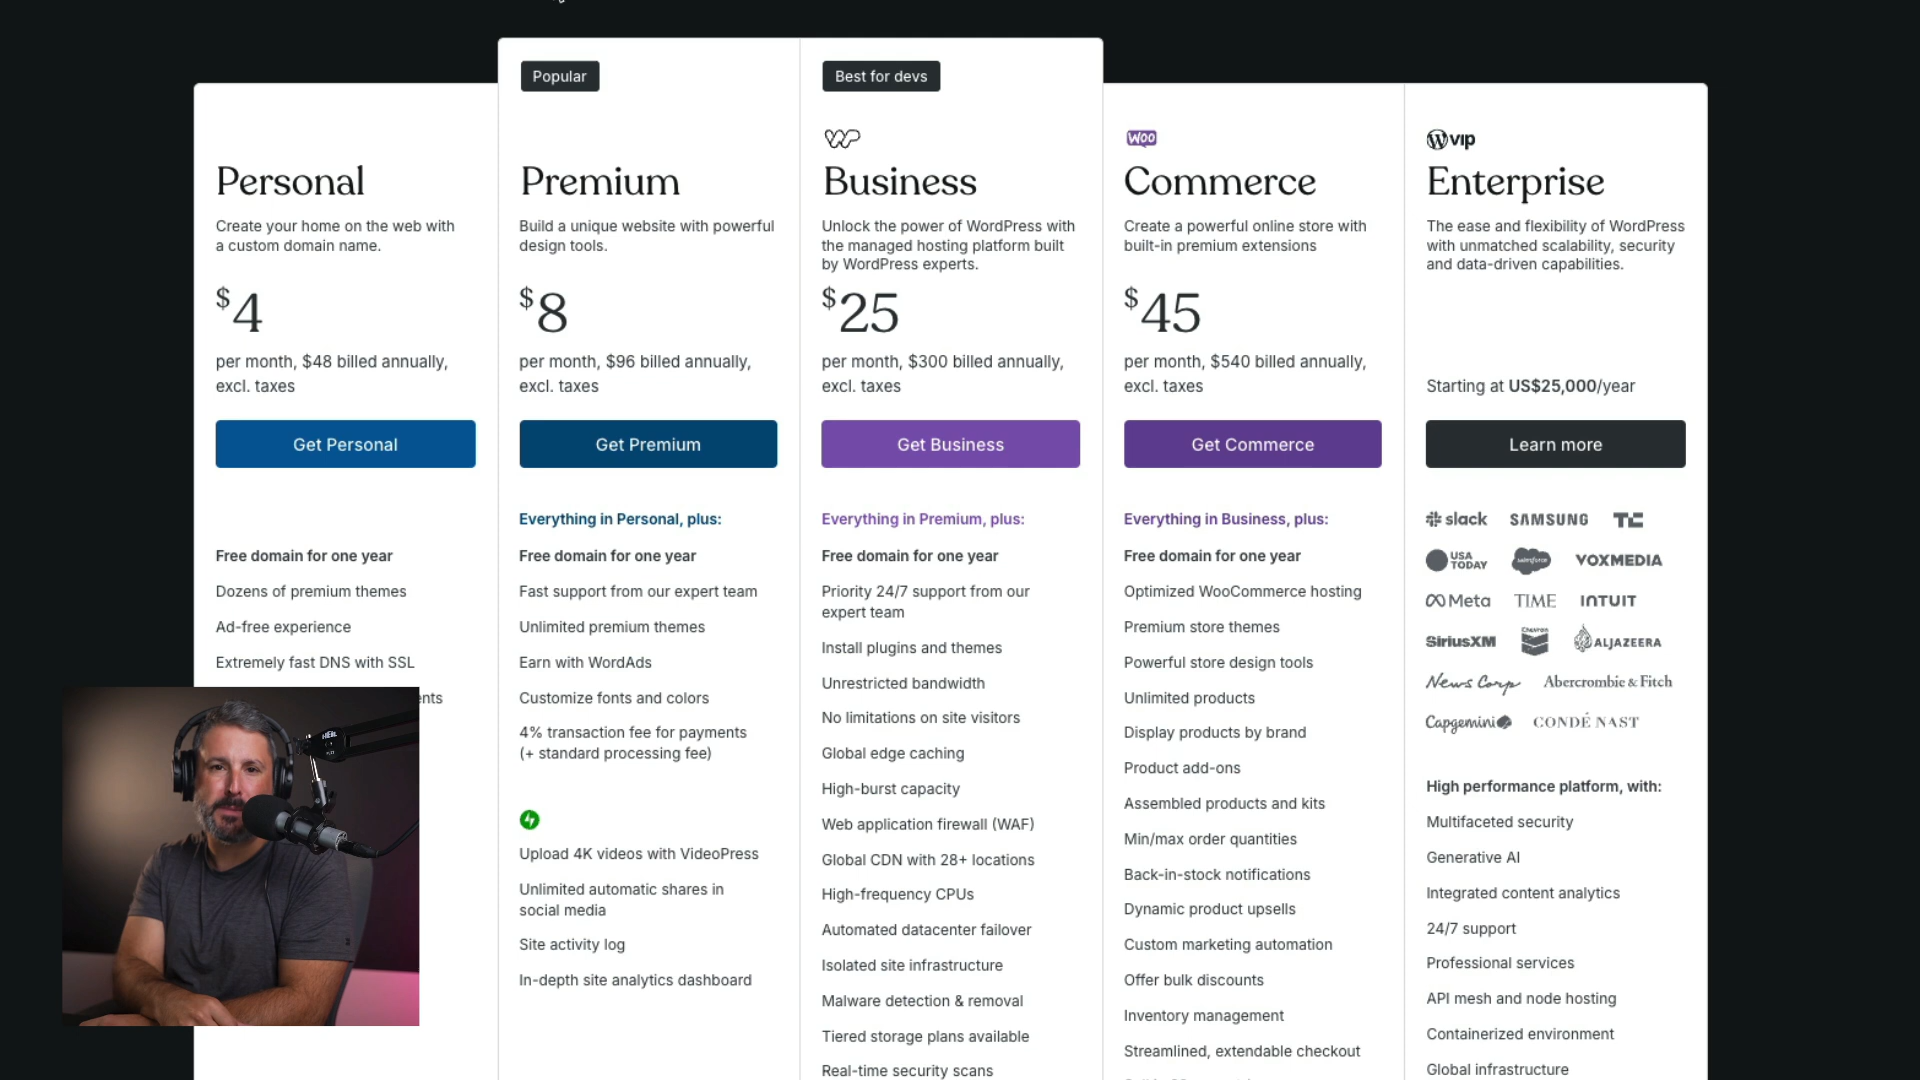 Popular
Best for devs
Woo
vip
Personal
Create your home on the web with
a custom domain name.
$4
per month, $48 billed annually,
excl. taxes
Get Personal
Free domain for one year
Dozens of premium themes
Ad-free experience
Extremely fast DNS with SSL
Premium
Build a unique website with powerful
design tools.
$8
per month, $96 billed annually,
excl. taxes
Get Premium
Everything in Personal, plus:
Free domain for one year
Fast support from our expert team
Unlimited premium themes
Earn with WordAds
Customize fonts and colors
4% transaction fee for payments
(+ standard processing fee)
Upload 4K videos with VideoPress
Unlimited automatic shares in
social media
Site activity log
In-depth site analytics dashboard
Business
Unlock the power of WordPress with
the managed hosting platform built
by WordPress experts.
$25
per month, $300 billed annually,
excl. taxes
Get Business
Everything in Premium, plus:
Free domain for one year
Priority 24/7 support from our
expert team
Install plugins and themes
Unrestricted bandwidth
No limitations on site visitors
Global edge caching
High-burst capacity
Web application firewall (WAF)
Global CDN with 28+ locations
High-frequency CPUs
Automated datacenter failover
Isolated site infrastructure
Malware detection & removal
Tiered storage plans available
Real-time security scans
Commerce
Create a powerful online store with
built-in premium extensions
$45
per month, $540 billed annually,
excl. taxes
Get Commerce
Everything in Business, plus:
Free domain for one year
Optimized WooCommerce hosting
Premium store themes
Powerful store design tools
Unlimited products
Display products by brand
Product add-ons
Assembled products and kits
Min/max order quantities
Back-in-stock notifications
Dynamic product upsells
Custom marketing automation
Offer bulk discounts
Inventory management
Streamlined, extendable checkout
Enterprise
The ease and flexibility of WordPress
with unmatched scalability, security
and data-driven capabilities.
Starting at US$25,000/year
Learn more
slack SAMSUNG TC
USA TODAY salesforce VOXMEDIA
Meta TIME INTUIT
SiriusXM Chevron ALJAZEERA
News Corp Abercrombie & Fitch
Capgemini CONDÉ NAST
High performance platform, with:
Multifaceted security
Generative AI
Integrated content analytics
24/7 support
Professional services
API mesh and node hosting
Containerized environment
Global infrastructure